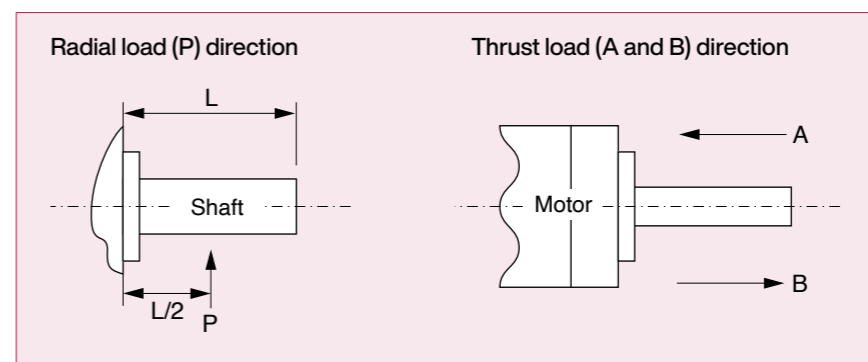 Radial load (P) direction
L
Shaft
L/2
P
Thrust load (A and B) direction
A
Motor
B